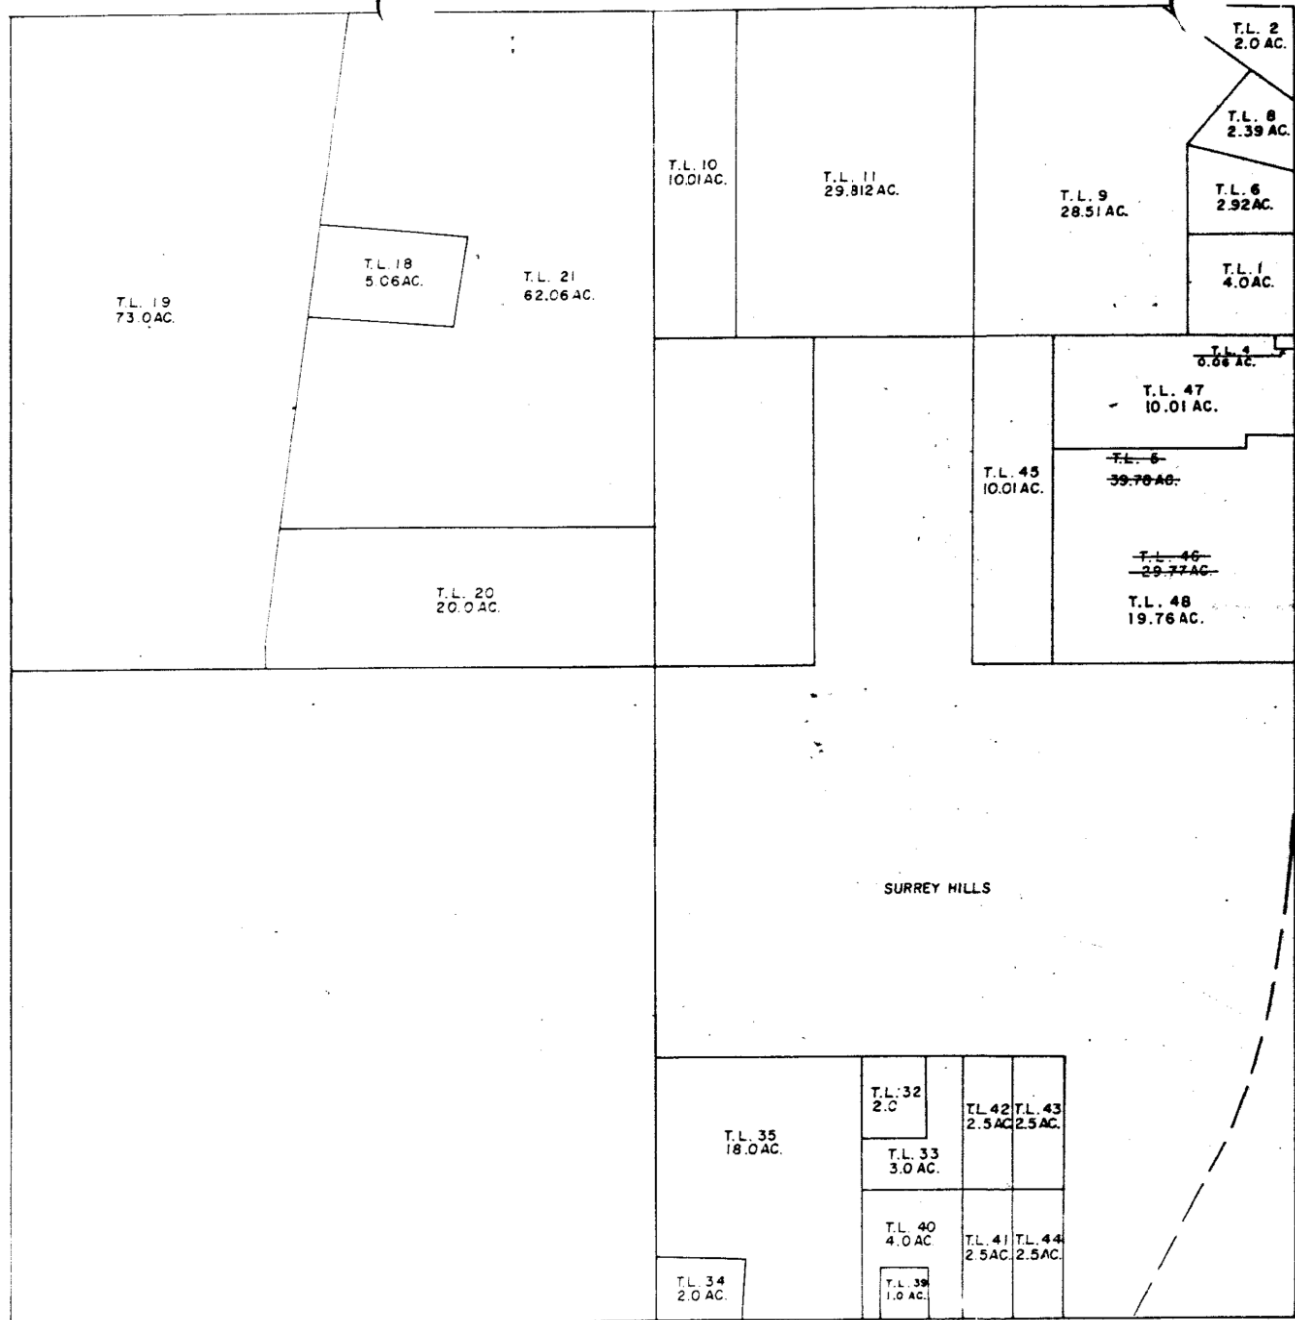 T.L. 2
2.0 AC.
T.L. 8
2.39 AC.
T.L. 10
10.01 AC.
T.L. 11
29.812 AC.
T.L. 9
28.51 AC.
T.L. 6
2.92 AC.
T.L. 18
5.06 AC.
T.L. 21
62.06 AC.
T.L. 1
4.0 AC.
T.L. 19
73.0 AC.
T.L. 4
0.06 AC.
T.L. 47
10.01 AC.
T.L. 45
10.01 AC.
T.L. 5
39.78 AC.
T.L. 46
29.77 AC.
T.L. 20
20.0 AC.
T.L. 48
19.76 AC.
SURREY HILLS
T.L. 32
2.0
T.L. 42
2.5 AC.
T.L. 43
2.5 AC.
T.L. 35
18.0 AC.
T.L. 33
3.0 AC.
T.L. 40
4.0 AC.
T.L. 41
2.5 AC.
T.L. 44
2.5 AC.
T.L. 34
2.0 AC.
T.L. 39
1.0 AC.